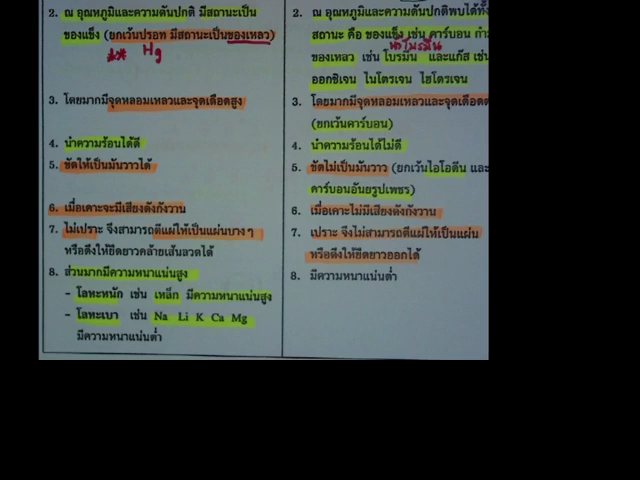 2. ณ อุณหภูมิและความดันปกติ มีสถานะเป็น
ของแข็ง (ยกเว้นปรอท มีสถานะเป็นของเหลว)
Hg
3. โดยมากมีจุดหลอมเหลวและจุดเดือดสูง
4. นำความร้อนได้ดี
5. ขัดให้เป็นมันวาวได้
6. เมื่อเคาะจะมีเสียงดังกังวาน
7. ไม่เปราะ จึงสามารถตีแผ่ให้เป็นแผ่นบาง ๆ
หรือดึงให้ยืดยาวคล้ายเส้นลวดได้
8. ส่วนมากมีความหนาแน่นสูง
- โลหะหนัก เช่น เหล็ก มีความหนาแน่นสูง
- โลหะเบา เช่น Na Li K Ca Mg
มีความหนาแน่นต่ำ
2. ณ อุณหภูมิและความดันปกติพบได้ทั้ง
สถานะ คือ ของแข็ง เช่น คาร์บอน
ของเหลว เช่น โบรมีน และแก๊ส เช่น
ออกซิเจน ไนโตรเจน ไฮโดรเจน
3. โดยมากมีจุดหลอมเหลวและจุดเดือด
(ยกเว้นคาร์บอน)
4. นำความร้อนได้ไม่ดี
5. ขัดไม่เป็นมันวาว (ยกเว้นไอโอดีน และ
คาร์บอนอันยรูปเพชร)
6. เมื่อเคาะไม่มีเสียงดังกังวาน
7. เปราะ จึงไม่สามารถตีแผ่ให้เป็นแผ่น
หรือดึงให้ยืดยาวออกได้
8. มีความหนาแน่นต่ำ